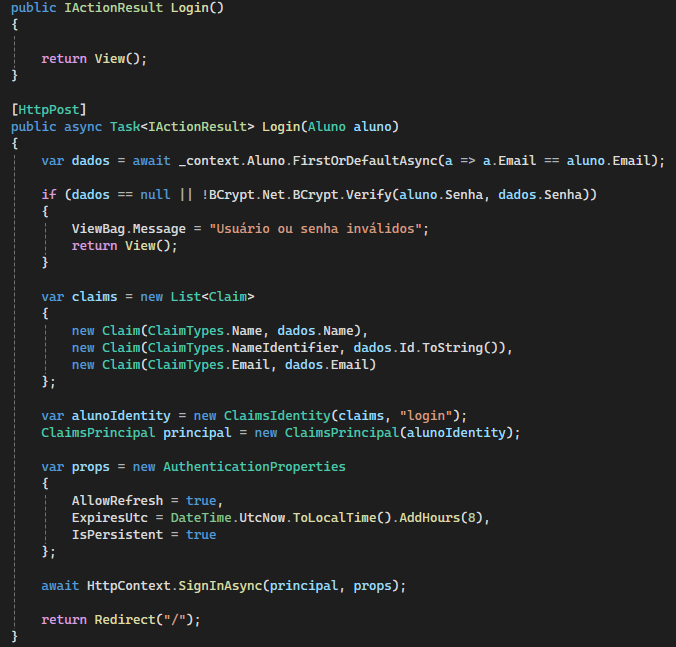 public IActionResult Login()
{
return View();
}
[HttpPost]
public async Task<IActionResult> Login(Aluno aluno)
{
var dados = await _context.Aluno.FirstOrDefaultAsync(a => a.Email == aluno.Email);
if (dados == null || !BCrypt.Net.BCrypt.Verify(aluno.Senha, dados.Senha))
{
ViewBag.Message = "Usuário ou senha inválidos";
return View();
}
var claims = new List<Claim>
{
new Claim(ClaimTypes.Name, dados.Name),
new Claim(ClaimTypes.NameIdentifier, dados.Id.ToString()),
new Claim(ClaimTypes.Email, dados.Email)
};
var alunoIdentity = new ClaimsIdentity(claims, "login");
ClaimsPrincipal principal = new ClaimsPrincipal(alunoIdentity);
var props = new AuthenticationProperties
{
AllowRefresh = true,
ExpiresUtc = DateTime.UtcNow.ToLocalTime().AddHours(8),
IsPersistent = true
};
await HttpContext.SignInAsync(principal, props);
return Redirect("/");
}